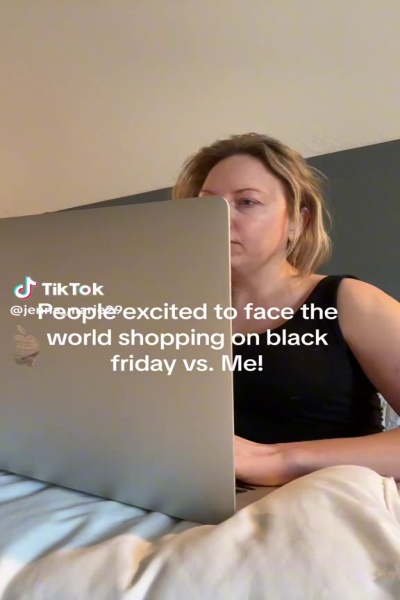 TikTok
People excited to face the
world shopping on black
friday vs. Me!